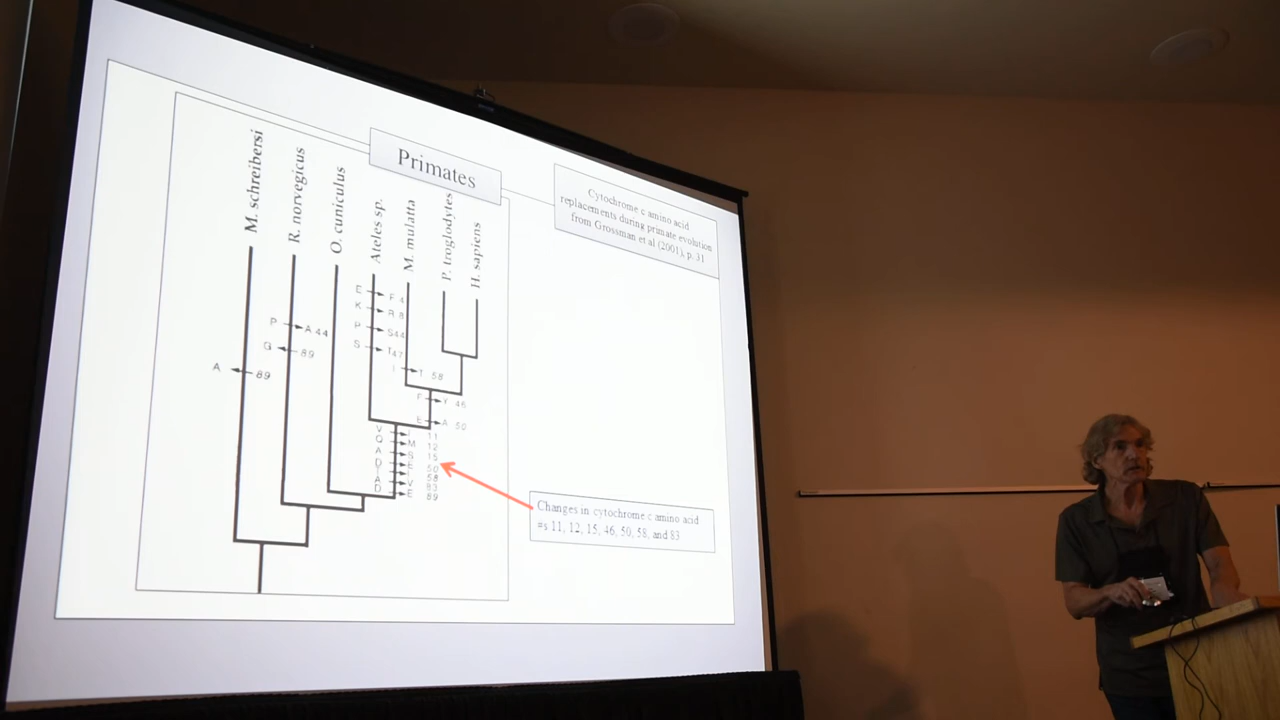 Primates
Cytochrome c amino acid
replacements during primate evolution
from Grossman et al (2001), p. 31
M. schreibersi
R. norvegicus
O. cuniculus
Ateles sp.
M. mulatta
P. troglodytes
H. sapiens
E F 4
K R 8
P S 44
S T 47
P A 44
G 89
A 89
I T 58
F Y 46
E A 50
V 11
Q M 12
A S 15
D E 50
I 58
A V 83
D E 89
Changes in cytochrome c amino acid
#s 11, 12, 15, 46, 50, 58, and 83